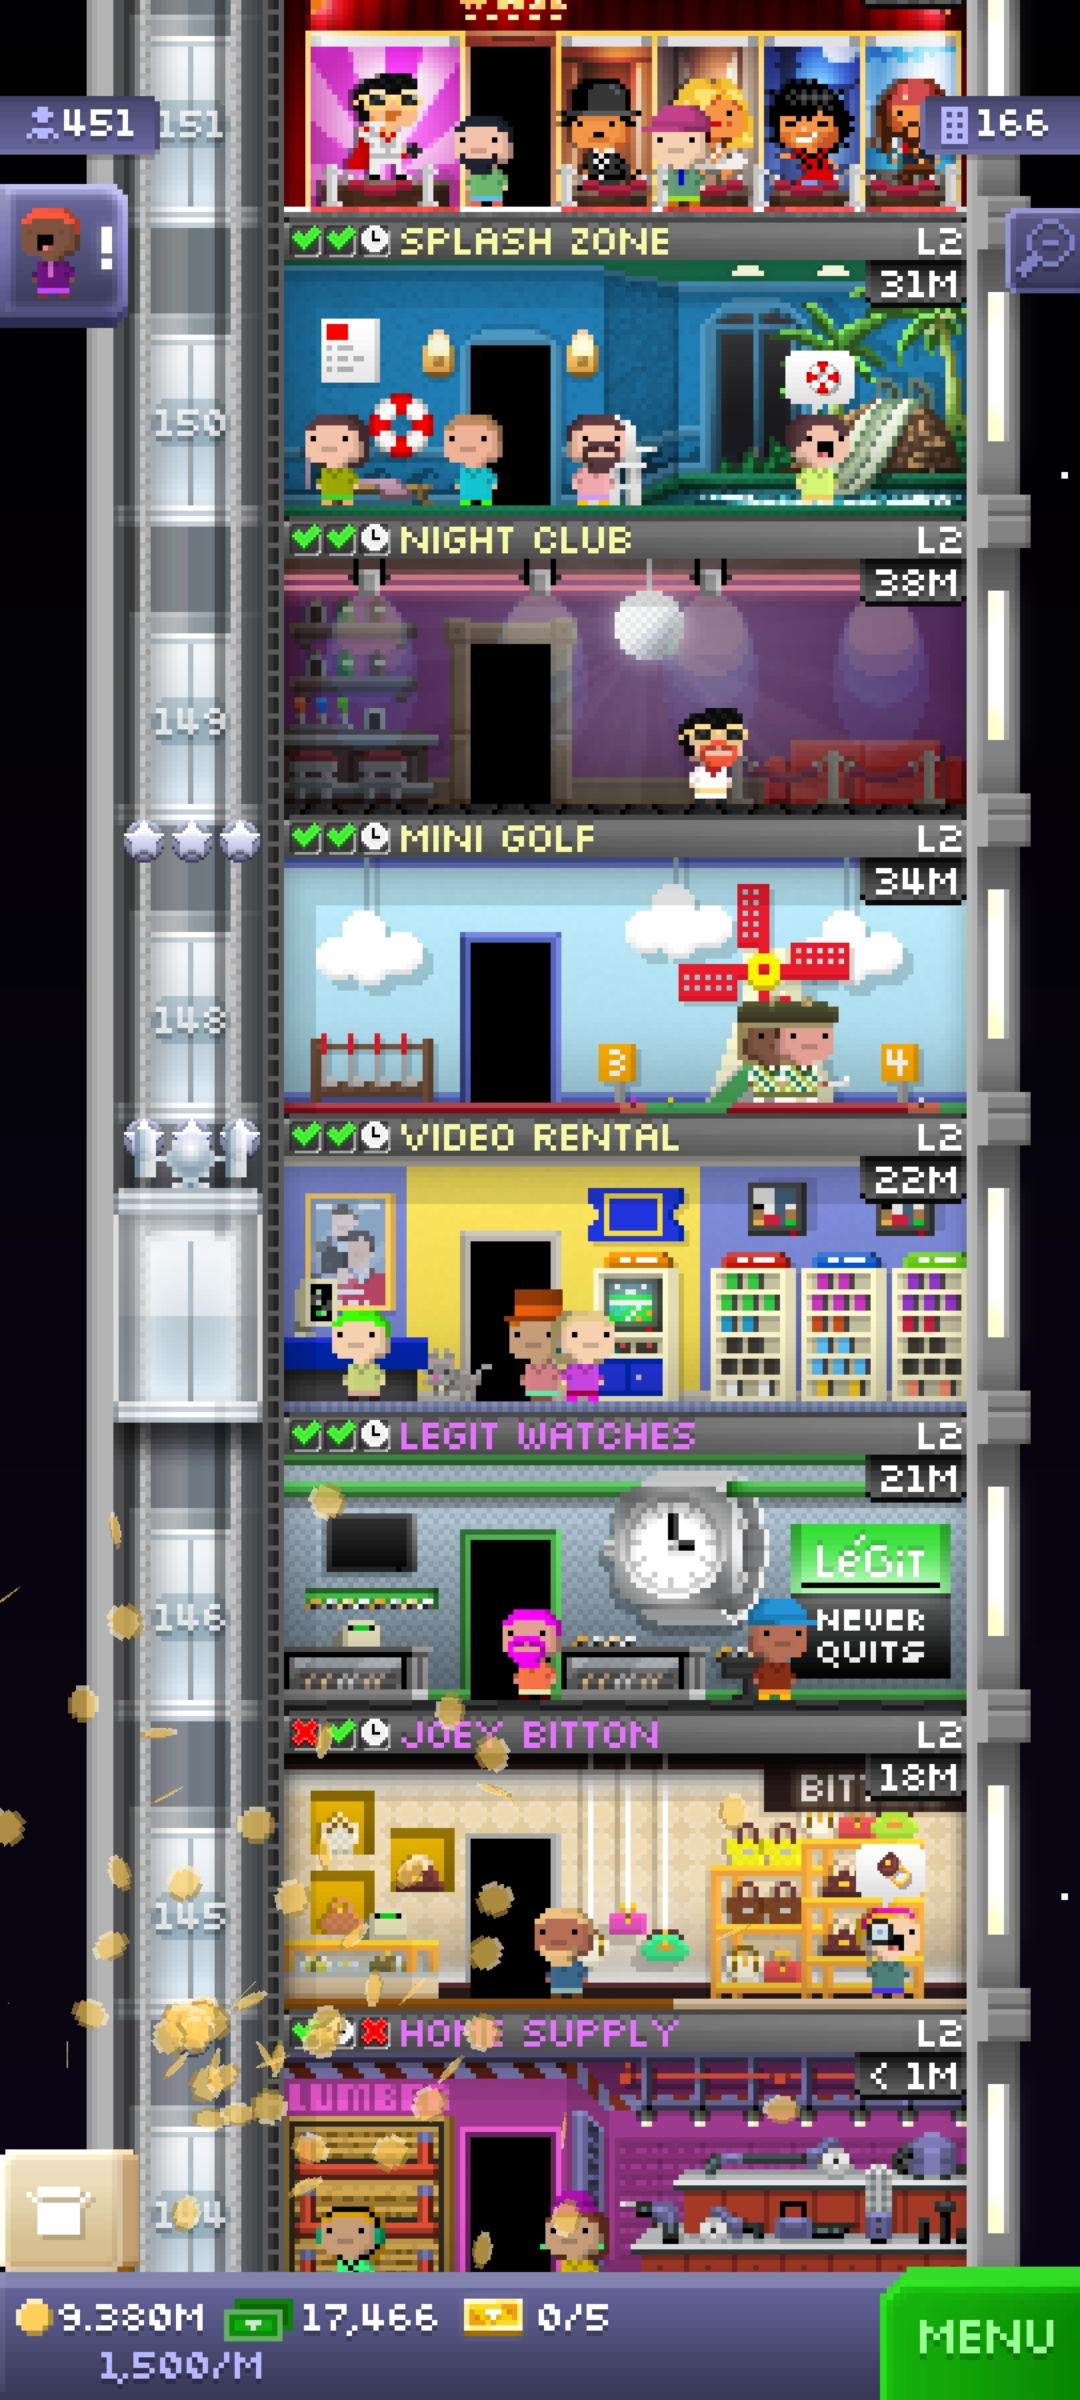 451
151
166
!
SPLASH ZONE
L2
31M
150
NIGHT CLUB
L2
38M
149
MINI GOLF
L2
34M
148
3
4
VIDEO RENTAL
L2
22M
LEGIT WATCHES
L2
21M
LéGiT
NEVER
QUITS
146
JOEY BITTON
L2
18M
BIT
145
HOME SUPPLY
L2
< 1M
LUMBE
144
9.380M
17,466
0/5
1,500/M
MENU